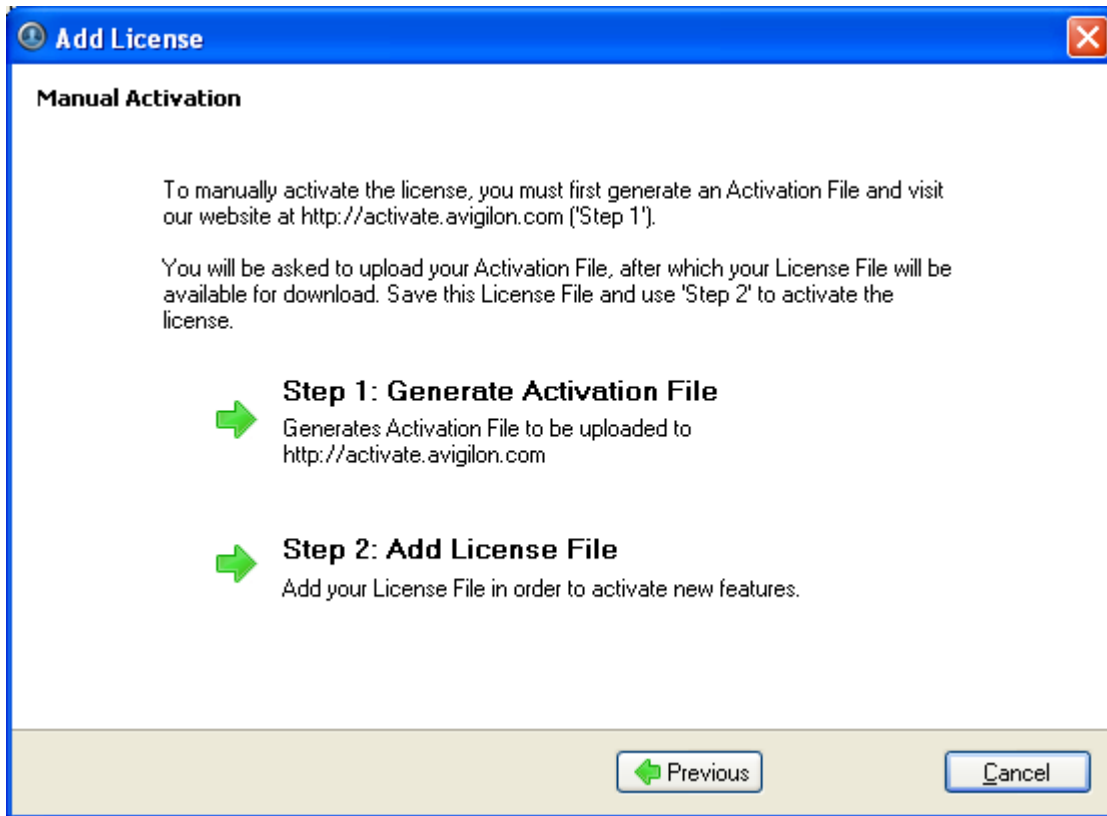 Add License
Manual Activation
To manually activate the license, you must first generate an Activation File and visit
our website at http://activate.avigilon.com ('Step 1').
You will be asked to upload your Activation File, after which your License File will be
available for download. Save this License File and use 'Step 2' to activate the
license.
Step 1: Generate Activation File
Generates Activation File to be uploaded to
http://activate.avigilon.com
Step 2: Add License File
Add your License File in order to activate new features.
Previous
Cancel